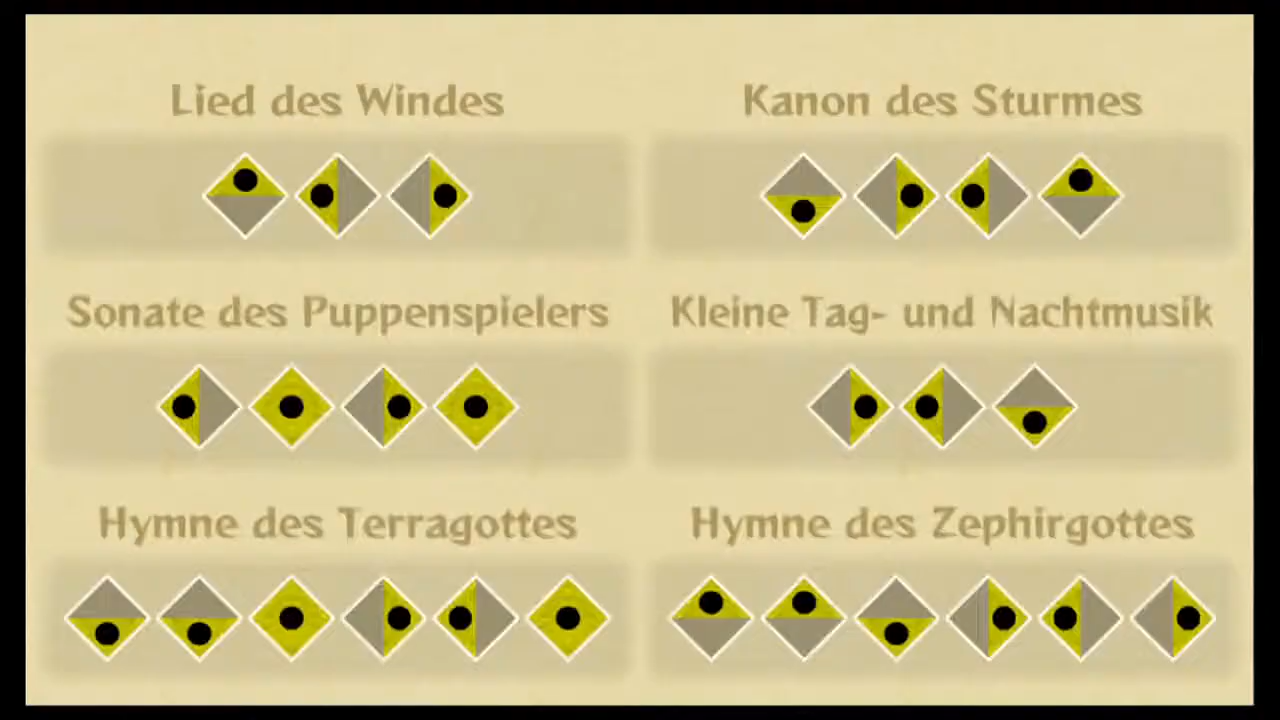 Lied des Windes
Kanon des Sturmes
Sonate des Puppenspielers
Kleine Tag- und Nachtmusik
Hymne des Terragottes
Hymne des Zephirgottes